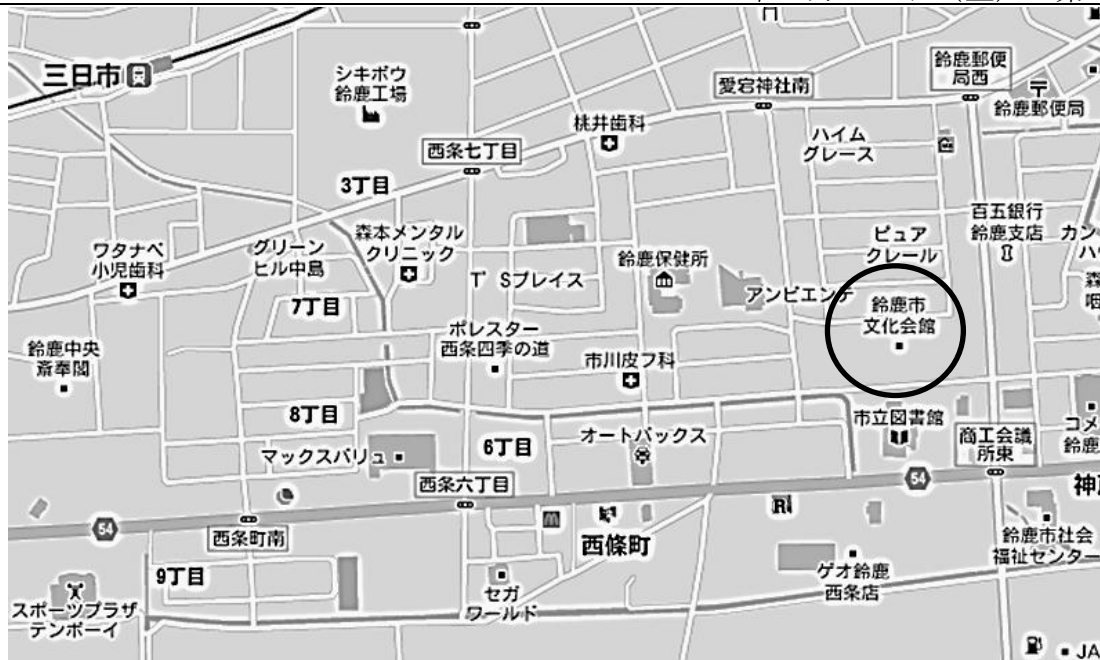 三日市
シキボウ
鈴鹿工場
愛宕神社南
鈴鹿郵便
局西
鈴鹿郵便局
桃井歯科
ハイム
グレース
西条七丁目
3丁目
ワタナベ
小児歯科
グリーン
ヒル中島
森本メンタル
クリニック
T’Sプレイス
鈴鹿保健所
アンビエンテ
ピュア
クレール
百五銀行
鈴鹿支店
7丁目
鈴鹿市
文化会館
鈴鹿中央
斎奉閣
ポレスター
西条四季の道
市川皮フ科
8丁目
マックスバリュ
6丁目
オートバックス
市立図書館
商工会議
所東
コメ
鈴鹿
西条六丁目
54
54
西条町南
西條町
9丁目
スポーツプラザ
テンボーイ
セガ
ワールド
ゲオ鈴鹿
西条店
鈴鹿市社会
福祉センター
JA